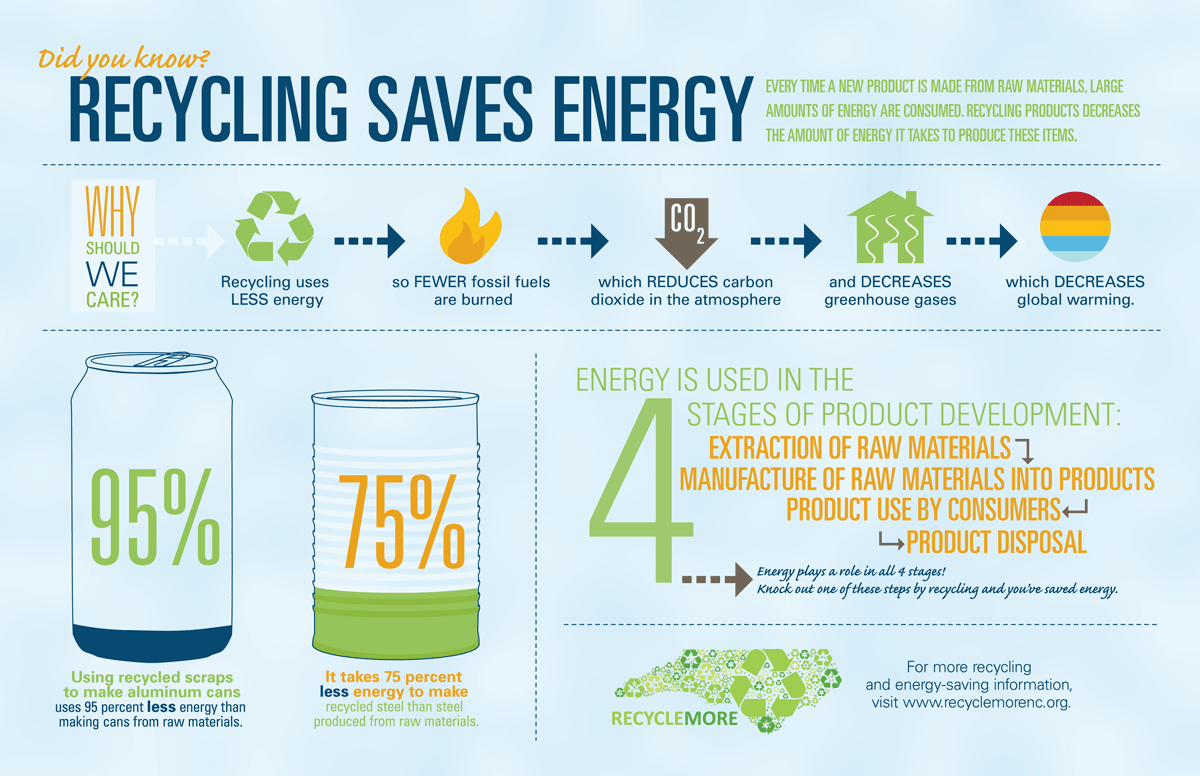 Did you know?
RECYCLING SAVES ENERGY
EVERY TIME A NEW PRODUCT IS MADE FROM RAW MATERIALS, LARGE
AMOUNTS OF ENERGY ARE CONSUMED. RECYCLING PRODUCTS DECREASES
THE AMOUNT OF ENERGY IT TAKES TO PRODUCE THESE ITEMS.
WHY
SHOULD
WE
CARE?
Recycling uses
LESS energy
so FEWER fossil fuels
are burned
CO2
which REDUCES carbon
dioxide in the atmosphere
and DECREASES
greenhouse gases
which DECREASES
global warming.
95%
Using recycled scraps
to make aluminum cans
uses 95 percent less energy than
making cans from raw materials.
75%
It takes 75 percent
less energy to make
recycled steel than steel
produced from raw materials.
ENERGY IS USED IN THE
4 STAGES OF PRODUCT DEVELOPMENT:
EXTRACTION OF RAW MATERIALS
MANUFACTURE OF RAW MATERIALS INTO PRODUCTS
PRODUCT USE BY CONSUMERS
PRODUCT DISPOSAL
Energy plays a role in all 4 stages!
Knock out one of these steps by recycling and you've saved energy.
RECYCLEMORE
For more recycling
and energy-saving information,
visit www.recyclemorenc.org.